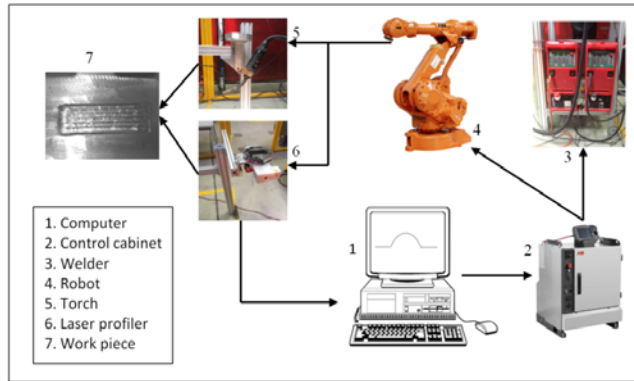 7
5
6
4
3
1
2
1. Computer
2. Control cabinet
3. Welder
4. Robot
5. Torch
6. Laser profiler
7. Work piece